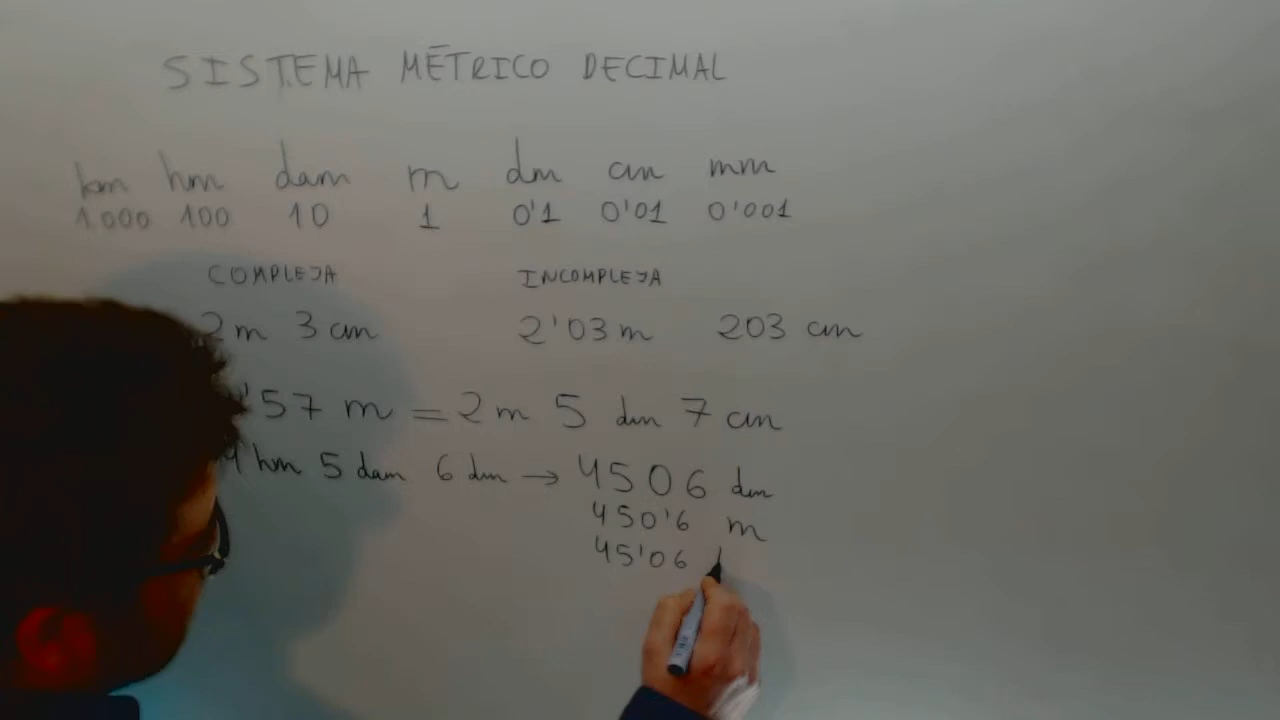 SISTEMA MÉTRICO DECIMAL
km hm dam m dm cm mm
1.000 100 10 1 0'1 0'01 0'001
COMPLEJA INCOMPLEJA
2m 3 cm 2'03 m 203 cm
'57 m = 2 m 5 dm 7 cm
4 hm 5 dam 6 dm → 4506 dm
450'6 m
45'06